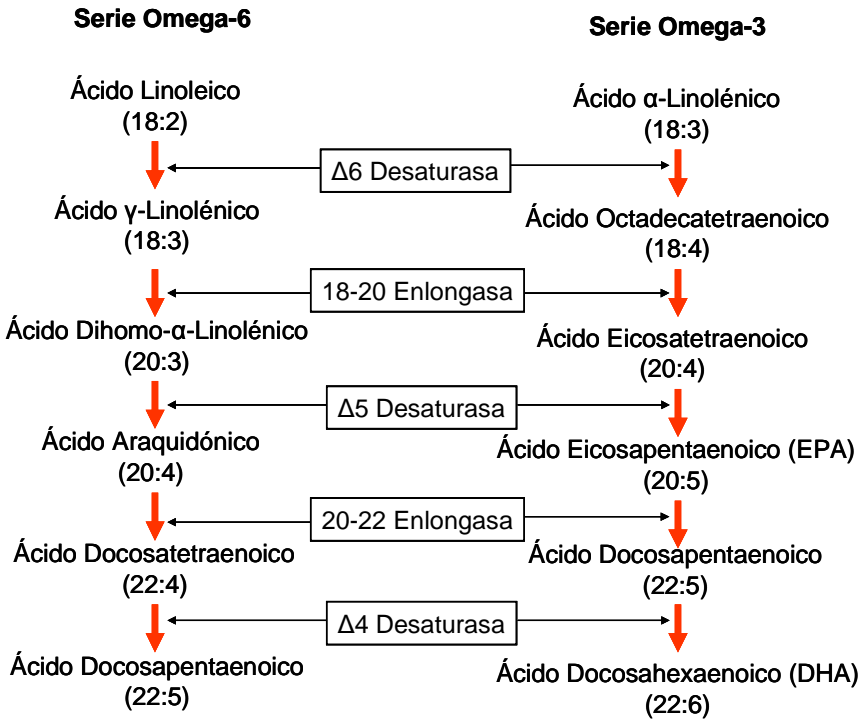 Serie Omega-6
Serie Omega-3
Ácido Linoleico
(18:2)
Ácido α-Linolénico
(18:3)
Δ6 Desaturasa
Ácido γ-Linolénico
(18:3)
Ácido Octadecatetraenoico
(18:4)
18-20 Enlongasa
Ácido Dihomo-α-Linolénico
(20:3)
Ácido Eicosatetraenoico
(20:4)
Δ5 Desaturasa
Ácido Araquidónico
(20:4)
Ácido Eicosapentaenoico (EPA)
(20:5)
20-22 Enlongasa
Ácido Docosatetraenoico
(22:4)
Ácido Docosapentaenoico
(22:5)
Δ4 Desaturasa
Ácido Docosapentaenoico
(22:5)
Ácido Docosahexaenoico (DHA)
(22:6)